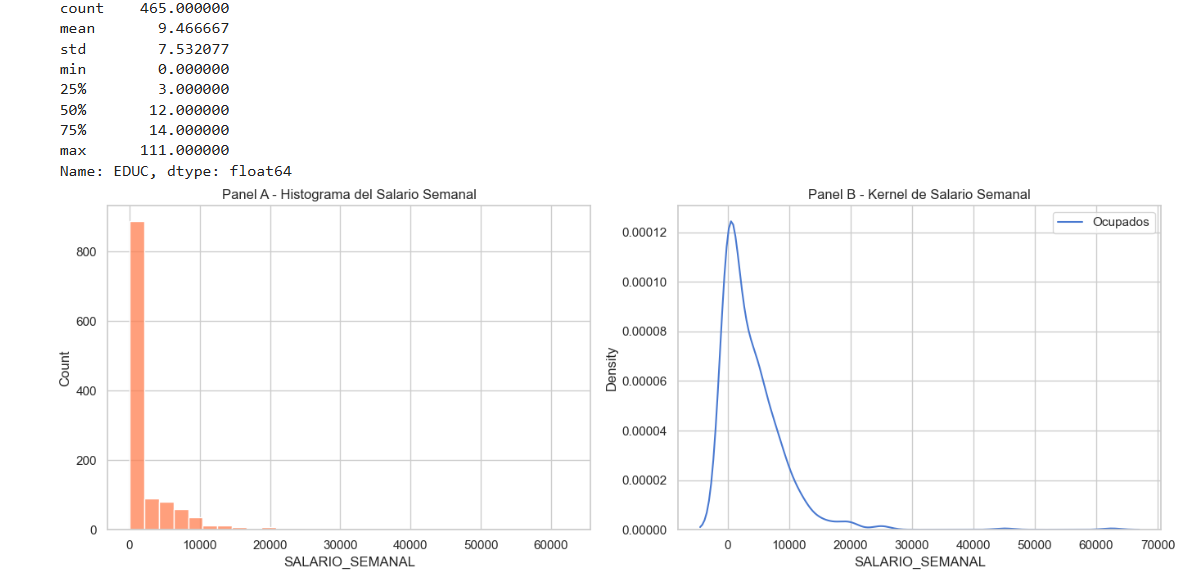 count 465.000000
mean 9.466667
std 7.532077
min 0.000000
25% 3.000000
50% 12.000000
75% 14.000000
max 111.000000
Name: EDUC, dtype: float64
Panel A - Histograma del Salario Semanal
800
600
400
200
0
Count
0 10000 20000 30000 40000 50000 60000
SALARIO_SEMANAL
Panel B - Kernel de Salario Semanal
Ocupados
0.00012
0.00010
0.00008
0.00006
0.00004
0.00002
0.00000
Density
0 10000 20000 30000 40000 50000 60000 70000
SALARIO_SEMANAL